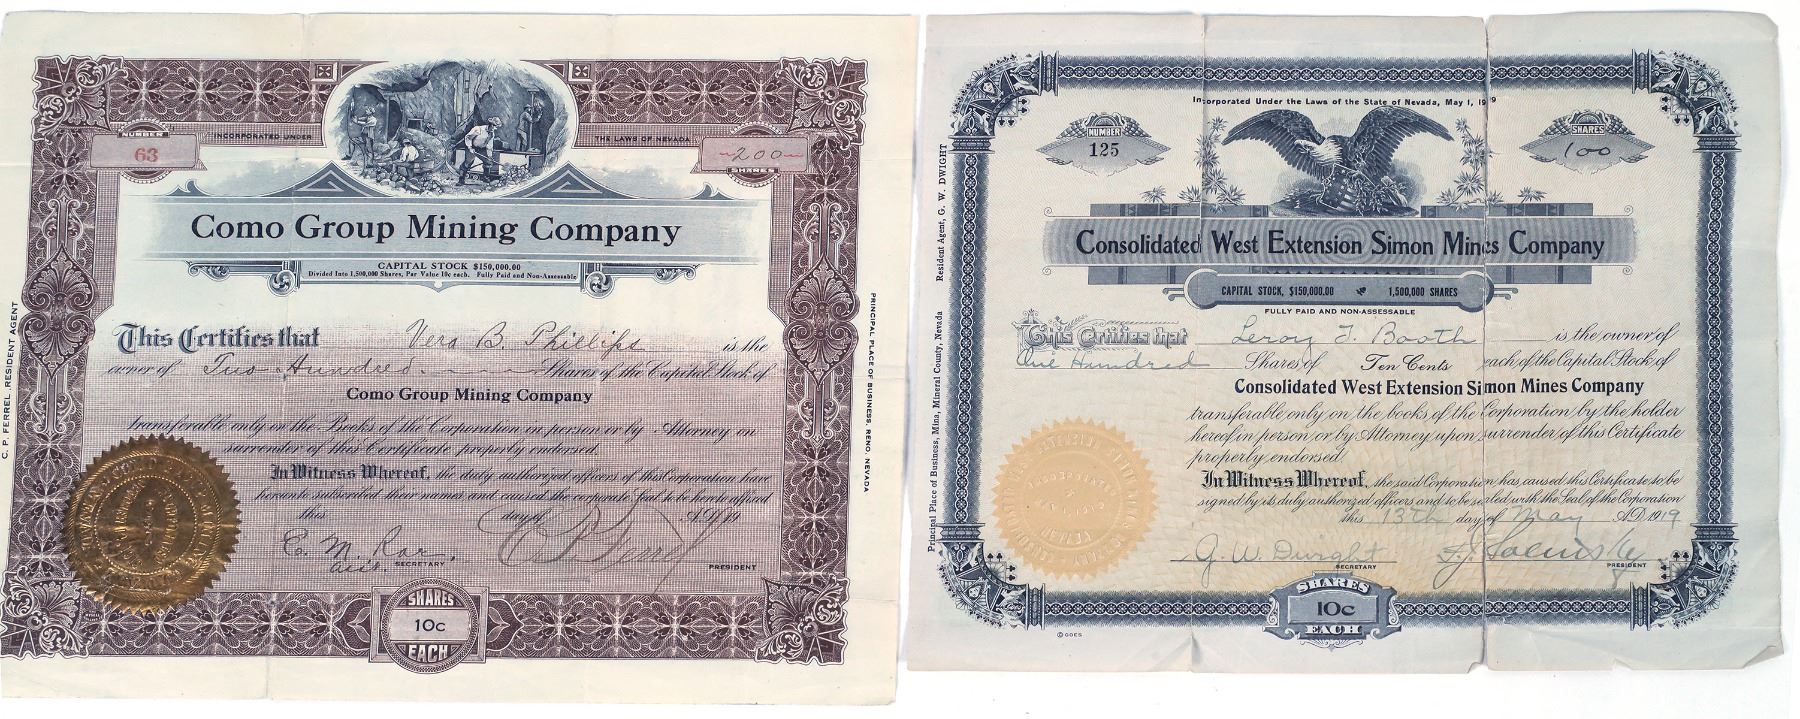 NUMBER
63
INCORPORATED UNDER
THE LAWS OF NEVADA
200
SHARES
Como Group Mining Company
CAPITAL STOCK $150,000.00
Divided Into 1,500,000 Shares, Par Value 10c each. Fully Paid and Non-Assessable
This Certifies that Vera B. Phillips is the
owner of Two Hundred Shares of the Capital Stock of
Como Group Mining Company
transferable only on the Books of the Corporation in person or by Attorney on
surrender of this Certificate properly endorsed.
In Witness Whereof, the duly authorized officers of this Corporation have
hereunto subscribed their names and caused the corporate Seal to be hereto affixed
this day of A.D. 19
SECRETARY
PRESIDENT
SHARES
10c
EACH
C. P. FERREL, RESIDENT AGENT
PRINCIPAL PLACE OF BUSINESS, RENO, NEVADA
Incorporated Under the Laws of the State of Nevada, May 1, 1919
NUMBER
125
SHARES
100
Consolidated West Extension Simon Mines Company
CAPITAL STOCK, $150,000.00 1,500,000 SHARES
FULLY PAID AND NON-ASSESSABLE
This Certifies that Leroy F. Booth is the owner of
One Hundred Shares of Ten Cents each of the Capital Stock of
Consolidated West Extension Simon Mines Company
transferable only on the books of the Corporation by the holder
hereof in person or by Attorney upon surrender of this Certificate
properly endorsed.
In Witness Whereof, the said Corporation has caused this Certificate to be
signed by its duly authorized officers and to be sealed with the Seal of the Corporation
this 13th day of May A.D. 1919
G. W. Dwight
SECRETARY
PRESIDENT
SHARES
10c
EACH
© GOES
Principal Place of Business, Mina, Mineral County, Nevada Resident Agent, G. W. DWIGHT